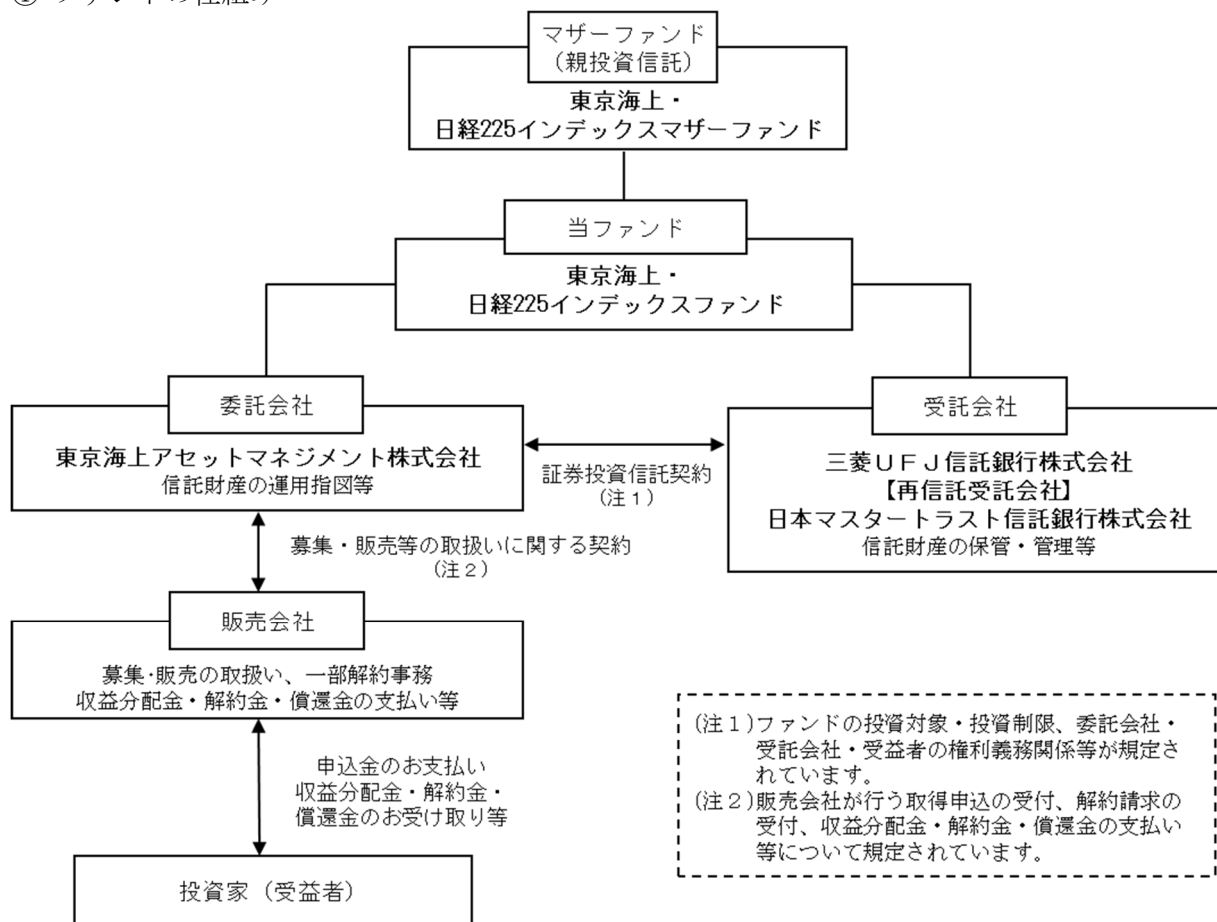 マザーファンド
(親投資信託)
東京海上・
日経225インデックスマザーファンド
当ファンド
東京海上・
日経225インデックスファンド
委託会社
東京海上アセットマネジメント株式会社
信託財産の運用指図等
証券投資信託契約
(注1)
受託会社
三菱UFJ信託銀行株式会社
【再信託受託会社】
日本マスタートラスト信託銀行株式会社
信託財産の保管・管理等
募集・販売等の取扱いに関する契約
(注2)
販売会社
募集・販売の取扱い、一部解約事務
収益分配金・解約金・償還金の支払い等
申込金のお支払い
収益分配金・解約金・
償還金のお受け取り等
投資家(受益者)
(注1)ファンドの投資対象・投資制限、委託会社・
受託会社・受益者の権利義務関係等が規定さ
れています。
(注2)販売会社が行う取得申込の受付、解約請求の
受付、収益分配金・解約金・償還金の支払い
等について規定されています。